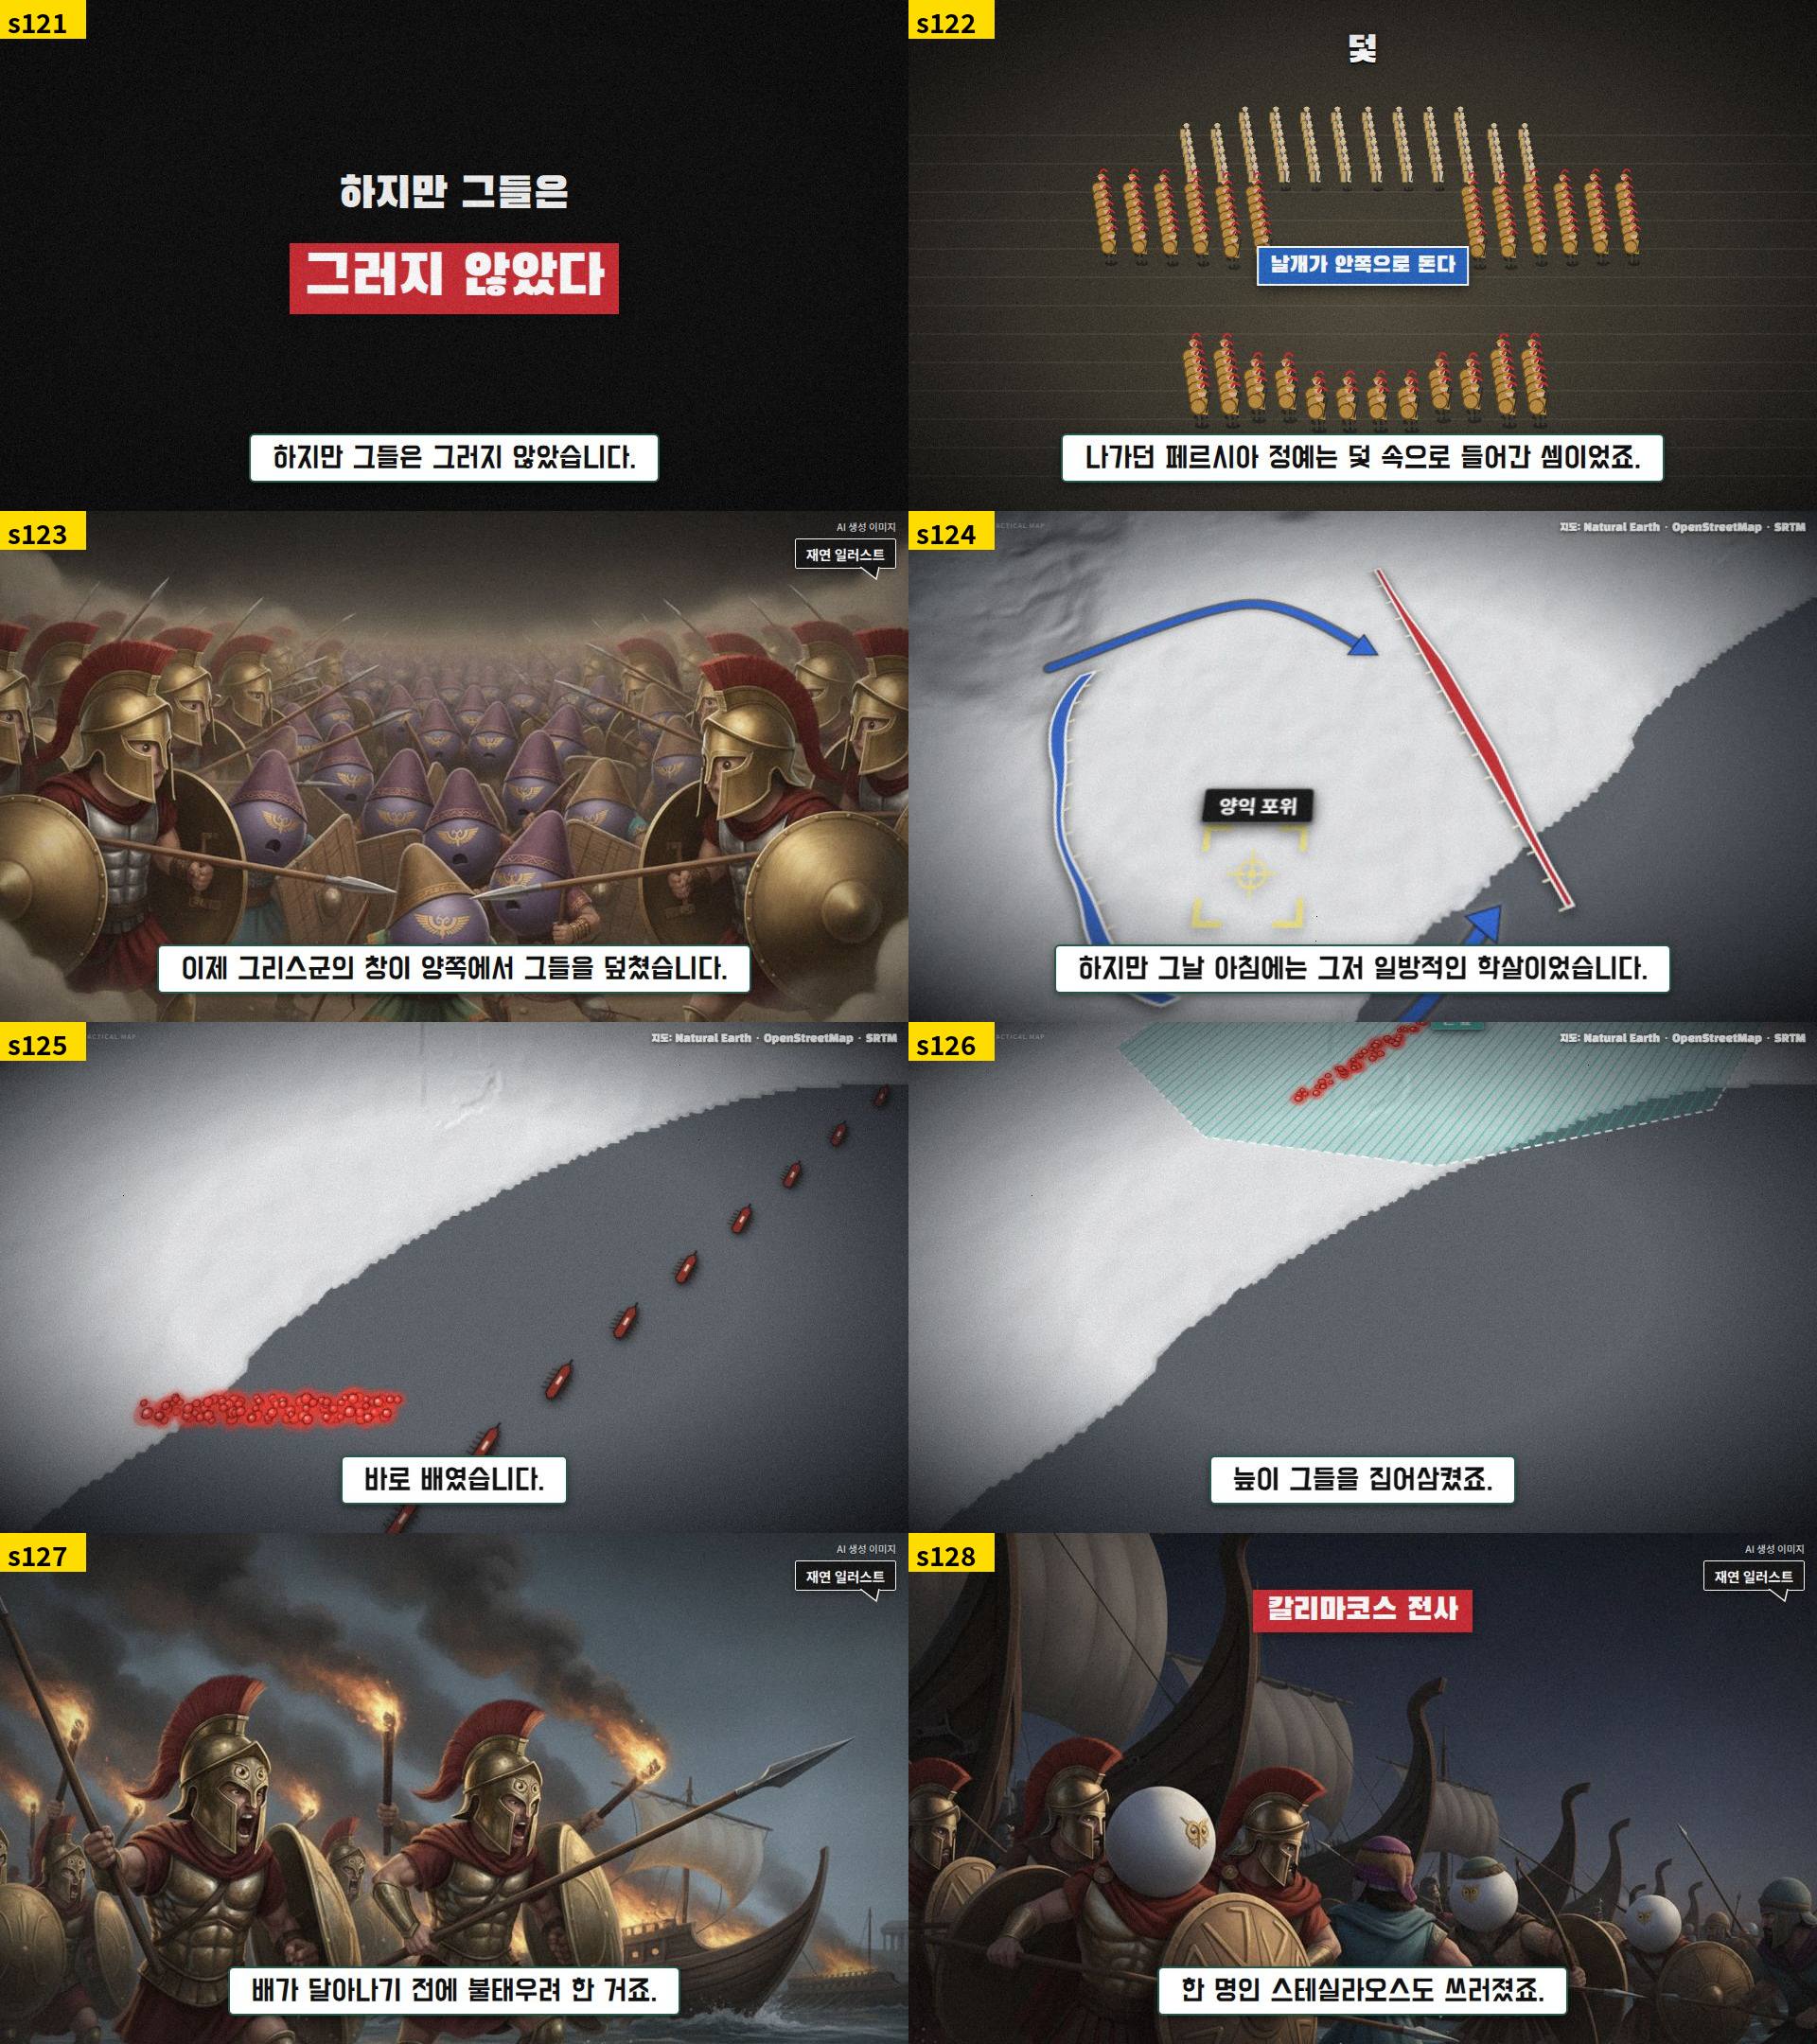 s121
하지만 그들은
그러지 않았다
하지만 그들은 그러지 않았습니다.
s122
덫
날개가 안쪽으로 돈다
나가던 페르시아 정예는 덫 속으로 들어간 셈이었죠.
s123
AI 생성 이미지
재연 일러스트
이제 그리스군의 창이 양쪽에서 그들을 덮쳤습니다.
s124
ACTICAL MAP
지도: Natural Earth · OpenStreetMap · SRTM
양익 포위
하지만 그날 아침에는 그저 일방적인 학살이었습니다.
s125
ACTICAL MAP
지도: Natural Earth · OpenStreetMap · SRTM
바로 배였습니다.
s126
ACTICAL MAP
지도: Natural Earth · OpenStreetMap · SRTM
늪이 그들을 집어삼켰죠.
s127
AI 생성 이미지
재연 일러스트
배가 달아나기 전에 불태우려 한 거죠.
s128
AI 생성 이미지
재연 일러스트
칼리마코스 전사
한 명인 스테실라오스도 쓰러졌죠.